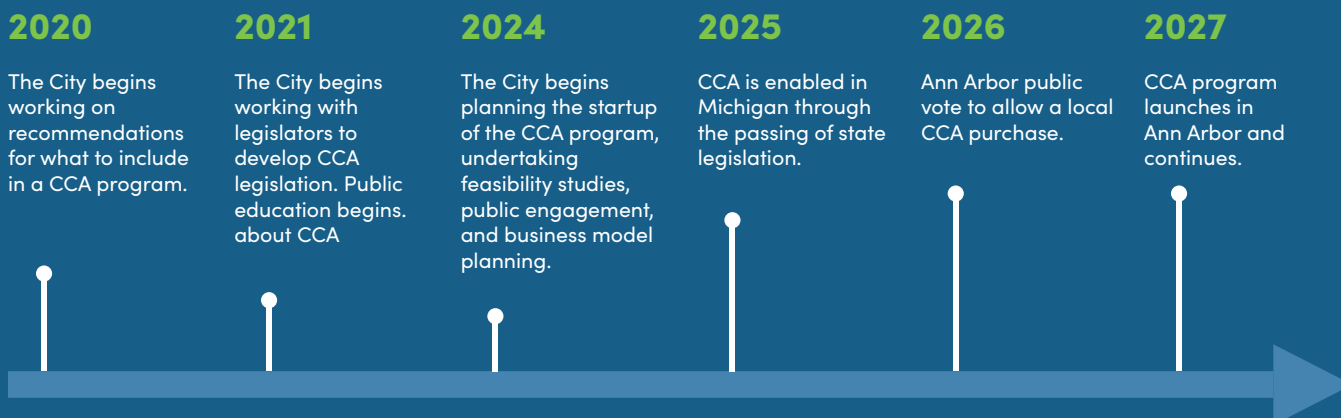 2020
The City begins
working on
recommendations
for what to include
in a CCA program.
2021
The City begins
working with
legislators to
develop CCA
legislation. Public
education begins.
about CCA
2024
The City begins
planning the startup
of the CCA program,
undertaking
feasibility studies,
public engagement,
and business model
planning.
2025
CCA is enabled in
Michigan through
the passing of state
legislation.
2026
Ann Arbor public
vote to allow a local
CCA purchase.
2027
CCA program
launches in
Ann Arbor and
continues.